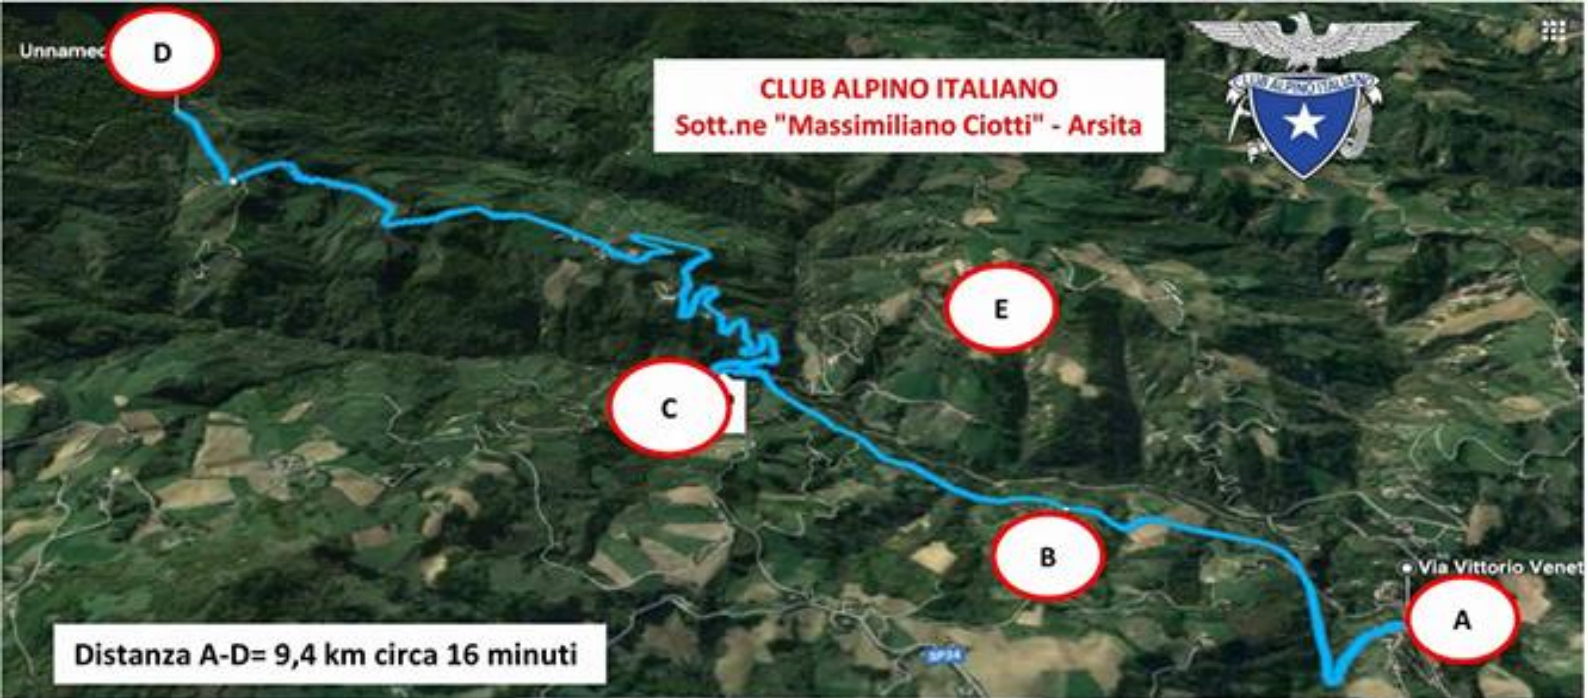 Unnamed
D
CLUB ALPINO ITALIANO
Sott.ne "Massimiliano Ciotti" - Arsita
CLUB ALPINO ITALIANO
E
C
B
Via Vittorio Venet
A
Distanza A-D= 9,4 km circa 16 minuti
SP34